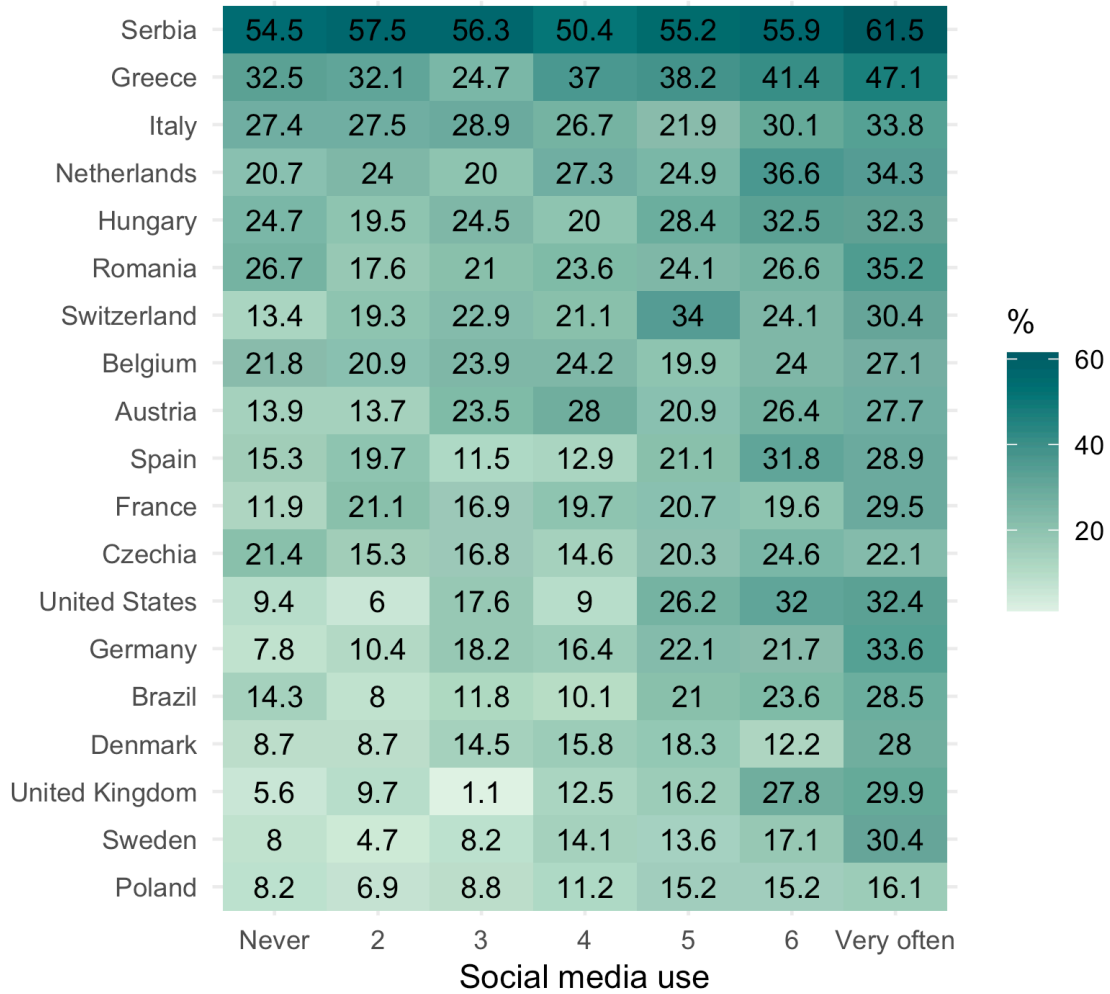 Serbia 54.5 57.5 56.3 50.4 55.2 55.9 61.5
Greece 32.5 32.1 24.7 37 38.2 41.4 47.1
Italy 27.4 27.5 28.9 26.7 21.9 30.1 33.8
Netherlands 20.7 24 20 27.3 24.9 36.6 34.3
Hungary 24.7 19.5 24.5 20 28.4 32.5 32.3
Romania 26.7 17.6 21 23.6 24.1 26.6 35.2
Switzerland 13.4 19.3 22.9 21.1 34 24.1 30.4
Belgium 21.8 20.9 23.9 24.2 19.9 24 27.1
Austria 13.9 13.7 23.5 28 20.9 26.4 27.7
Spain 15.3 19.7 11.5 12.9 21.1 31.8 28.9
France 11.9 21.1 16.9 19.7 20.7 19.6 29.5
Czechia 21.4 15.3 16.8 14.6 20.3 24.6 22.1
United States 9.4 6 17.6 9 26.2 32 32.4
Germany 7.8 10.4 18.2 16.4 22.1 21.7 33.6
Brazil 14.3 8 11.8 10.1 21 23.6 28.5
Denmark 8.7 8.7 14.5 15.8 18.3 12.2 28
United Kingdom 5.6 9.7 1.1 12.5 16.2 27.8 29.9
Sweden 8 4.7 8.2 14.1 13.6 17.1 30.4
Poland 8.2 6.9 8.8 11.2 15.2 15.2 16.1
Never 2 3 4 5 6 Very often
Social media use
%
60
40
20